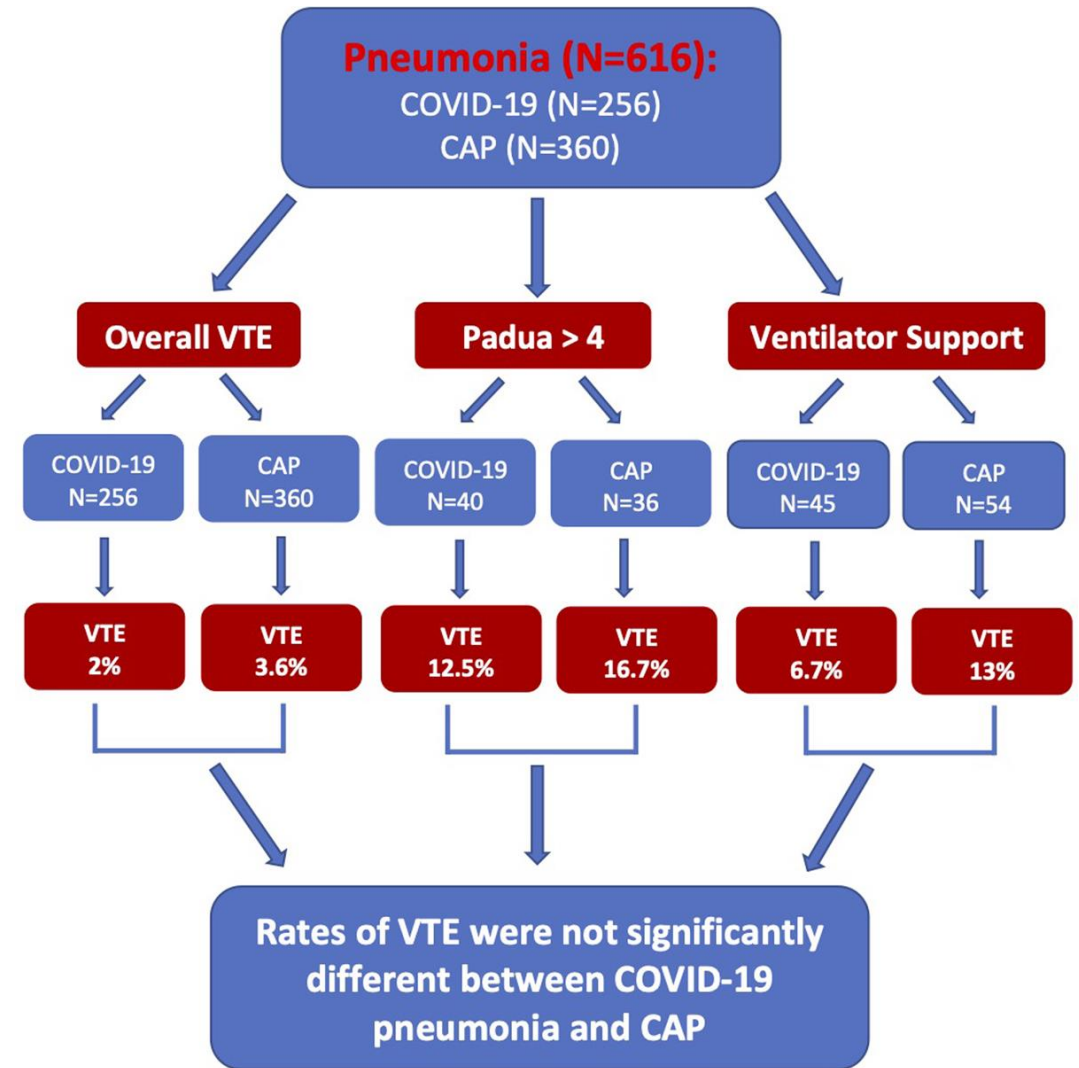 Pneumonia (N=616):
COVID-19 (N=256)
CAP (N=360)
Overall VTE
Padua > 4
Ventilator Support
COVID-19
N=256
CAP
N=360
COVID-19
N=40
CAP
N=36
COVID-19
N=45
CAP
N=54
VTE
2%
VTE
3.6%
VTE
12.5%
VTE
16.7%
VTE
6.7%
VTE
13%
Rates of VTE were not significantly
different between COVID-19
pneumonia and CAP